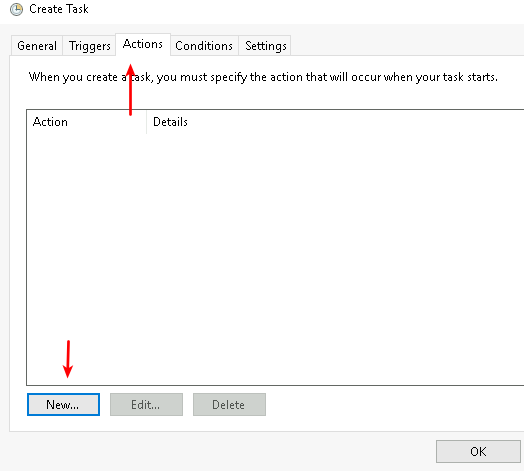 Create Task
General Triggers Actions Conditions Settings
When you create a task, you must specify the action that will occur when your task starts.
Action Details
New... Edit... Delete
OK